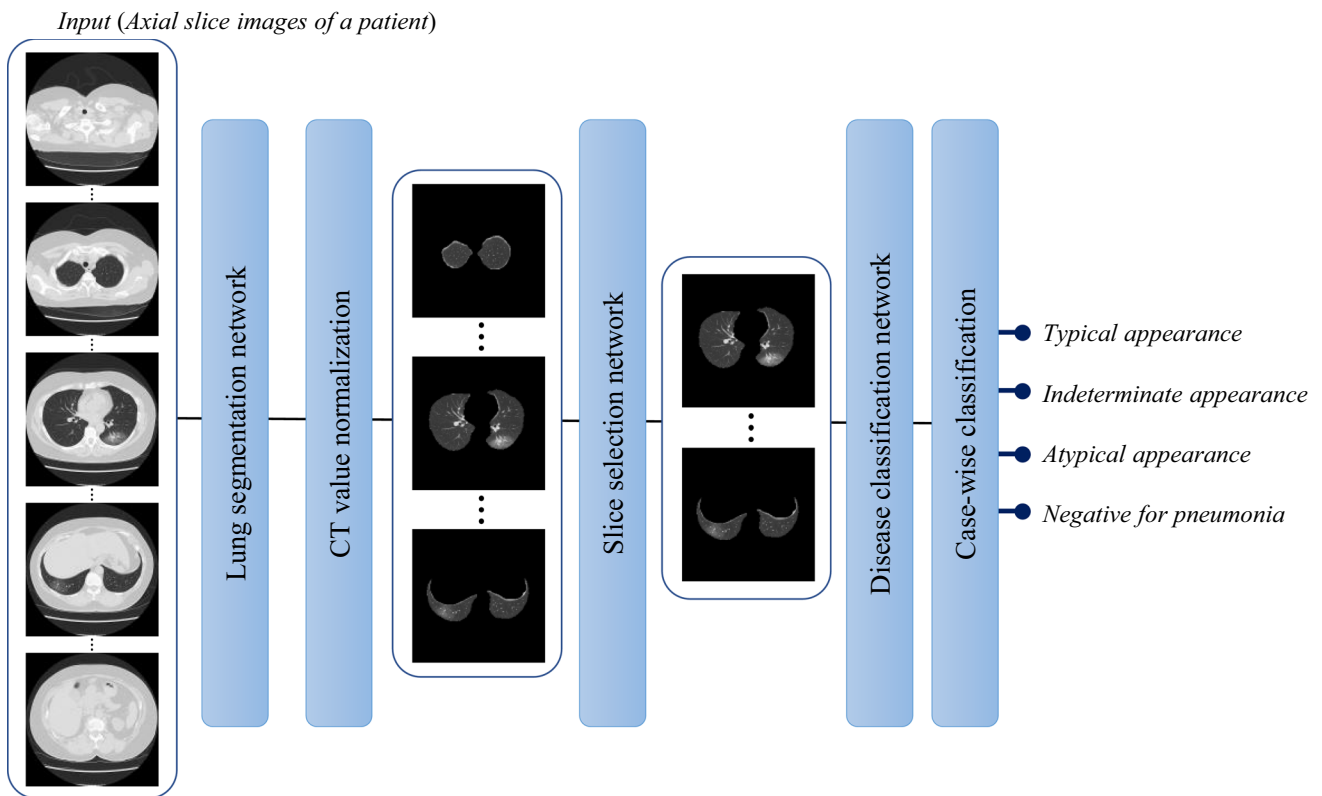 Input (Axial slice images of a patient)
Lung segmentation network
CT value normalization
Slice selection network
Disease classification network
Case-wise classification
Typical appearance
Indeterminate appearance
Atypical appearance
Negative for pneumonia